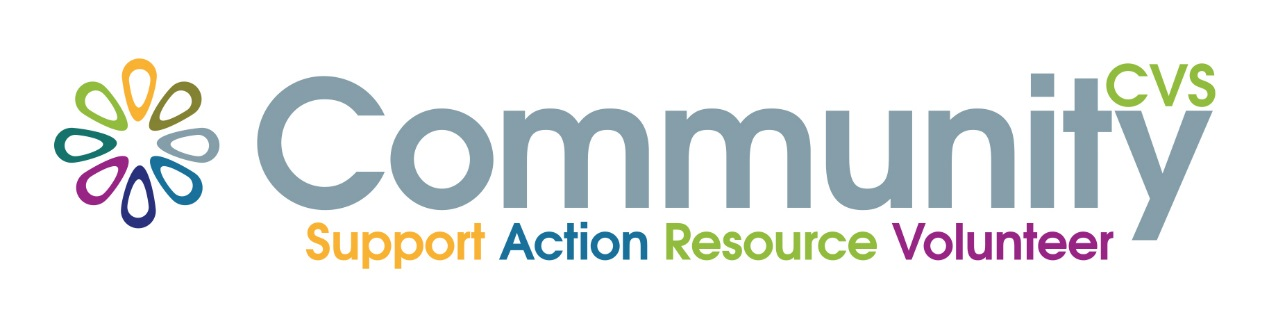 Community CVS
Support Action Resource Volunteer